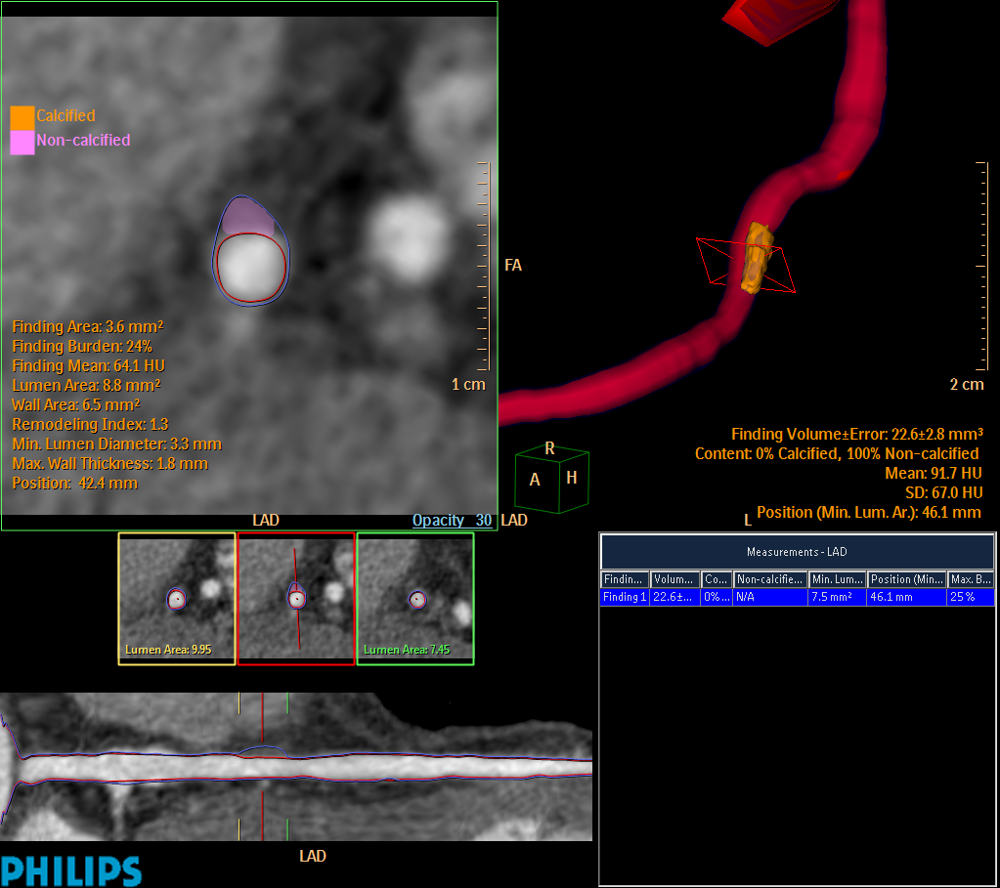 Calcified
Non-calcified
Finding Area: 3.6 mm²
Finding Burden: 24%
Finding Mean: 64.1 HU
Lumen Area: 8.8 mm²
Wall Area: 6.5 mm²
Remodeling Index: 1.3
Min. Lumen Diameter: 3.3 mm
Max. Wall Thickness: 1.8 mm
Position: 42.4 mm
1 cm
LAD
Opacity 30
FA
2 cm
Finding Volume±Error: 22.6±2.8 mm³
Content: 0% Calcified, 100% Non-calcified
Mean: 91.7 HU
SD: 67.0 HU
Position (Min. Lum. Ar.): 46.1 mm
R
A H
LAD
L
Lumen Area: 9.95
Lumen Area: 7.45
LAD
PHILIPS
Measurements - LAD
Findin... Volum... Co... Non-calcifie... Min. Lum... Position (Min... Max. B...
Finding 1 22.6±... 0%... N/A 7.5 mm² 46.1 mm 25 %